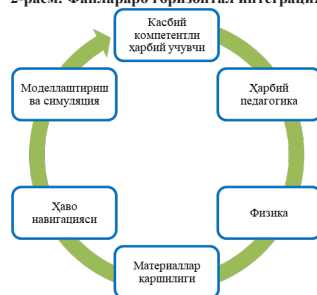 2-расм. Фанлараро горизонтал интеграция
Касбий
компетентли
ҳарбий учувчи
Ҳарбий
педагогика
Физика
Материаллар
қаршилиги
Ҳаво
навигацияси
Моделлаштириш
ва симуляция